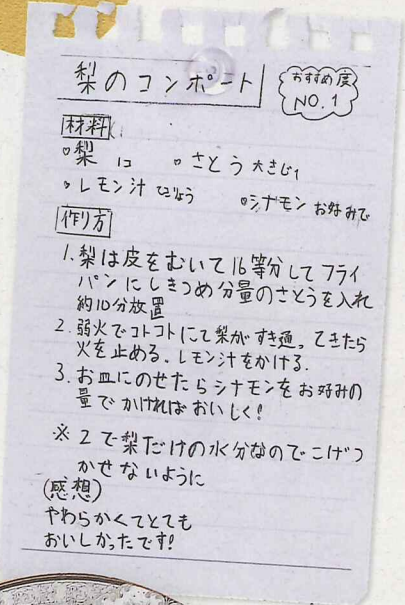 梨のコンポート
おすすめ度
NO.1
材料
・梨 1コ ・さとう 大さじ1
・レモン汁 てきりょう ・シナモン お好みで
作り方
1.梨は皮をむいて16等分してフライ
パンにしきつめ分量のさとうを入れ
約10分放置
2.弱火でコトコトにて梨がすき通ってきたら
火を止める。レモン汁をかける.
3.お皿にのせたらシナモンをお好みの
量でかければおいしく!
※2で梨だけの水分なのでこげつ
かせないように
(感想)
やわらかくてとても
おいしかったです!